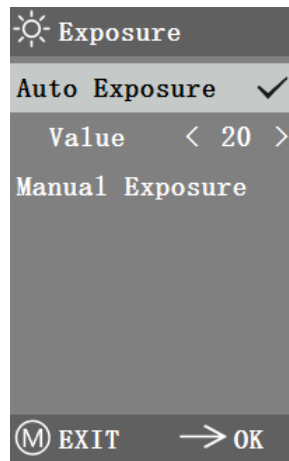 Exposure
Auto Exposure
Value < 20 >
Manual Exposure
M EXIT → OK